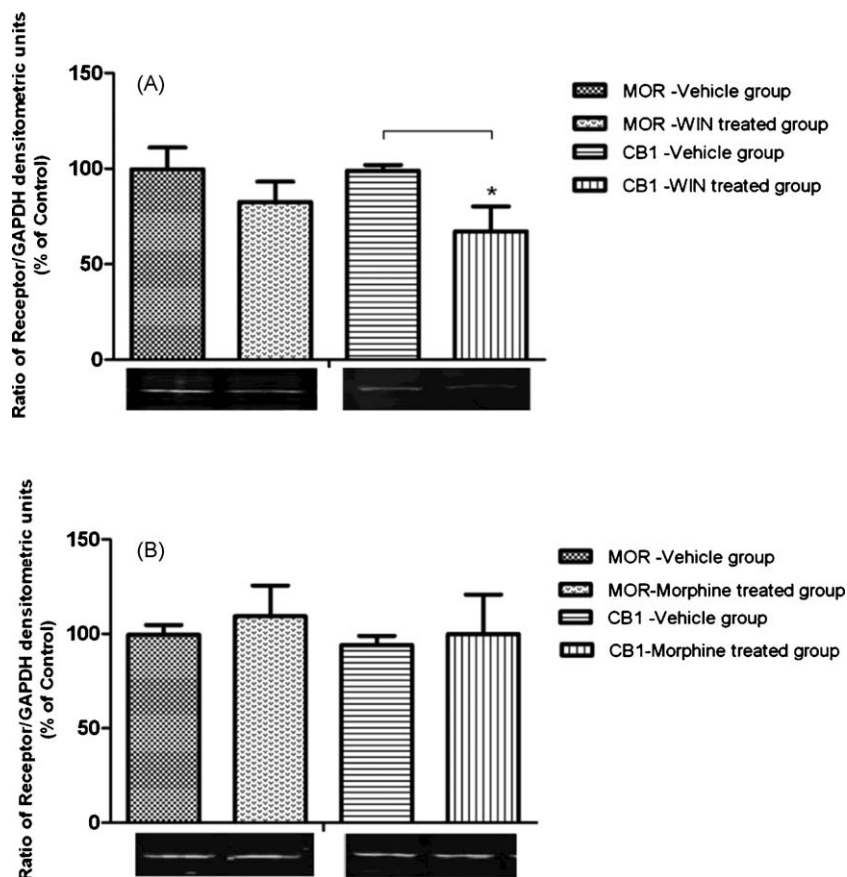 Ratio of Receptor/GAPDH densitometric units
(% of Control)
150
100
50
0
(A)
*
MOR -Vehicle group
MOR -WIN treated group
CB1 -Vehicle group
CB1 -WIN treated group
Ratio of Receptor/GAPDH densitometric units
(% of Control)
150
100
50
0
(B)
MOR -Vehicle group
MOR-Morphine treated group
CB1 -Vehicle group
CB1-Morphine treated group